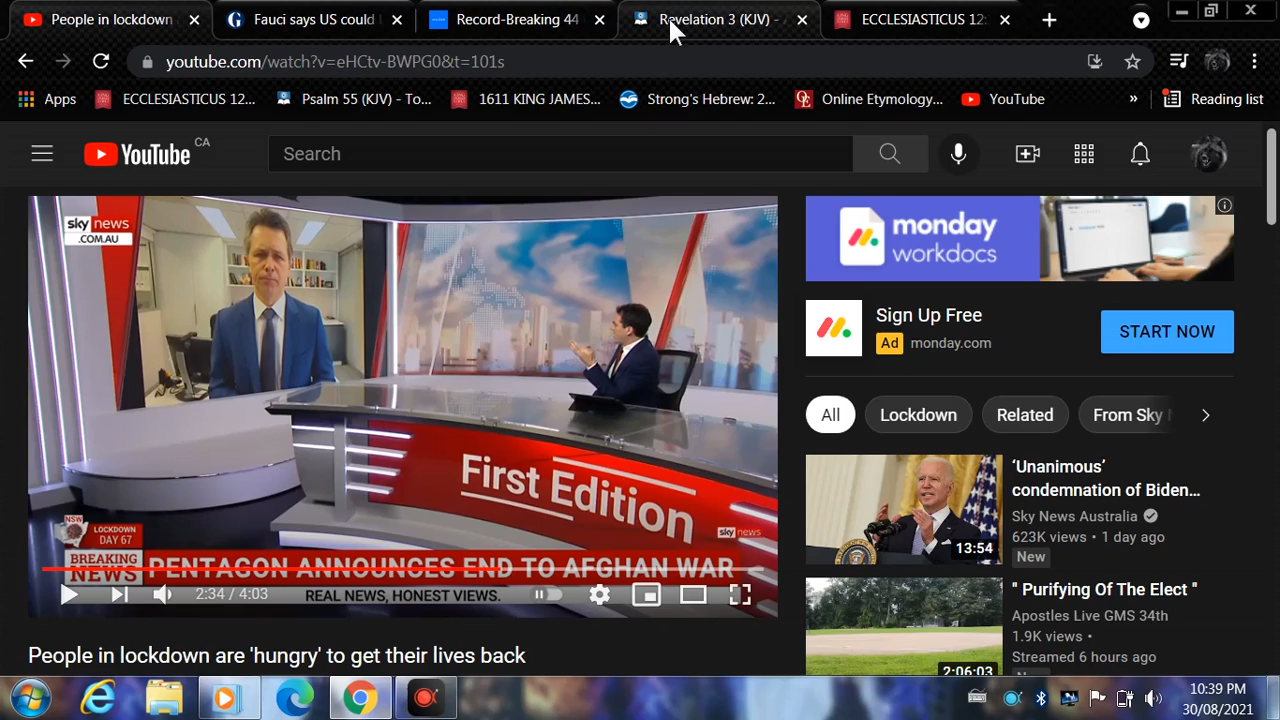 People in lockdown
Fauci says US could
Record-Breaking 44
Revelation 3 (KJV) -
ECCLESIASTICUS 12:
youtube.com/watch?v=eHCtv-BWPG0&t=101s
Apps
ECCLESIASTICUS 12...
Psalm 55 (KJV) - To...
1611 KING JAMES...
Strong's Hebrew: 2...
Online Etymology...
YouTube
»
Reading list
YouTube CA
Search
sky news
.COM.AU
First Edition
sky news
NSW
LOCKDOWN
DAY 67
BREAKING
NEWS
PENTAGON ANNOUNCES END TO AFGHAN WAR
2:34 / 4:03
REAL NEWS, HONEST VIEWS.
People in lockdown are 'hungry' to get their lives back
monday
workdocs
Sign Up Free
Ad monday.com
START NOW
All
Lockdown
Related
From Sky
‘Unanimous’
condemnation of Biden...
Sky News Australia
623K views • 1 day ago
New
13:54
" Purifying Of The Elect "
Apostles Live GMS 34th
1.9K views •
Streamed 6 hours ago
2:06:03
10:39 PM
30/08/2021